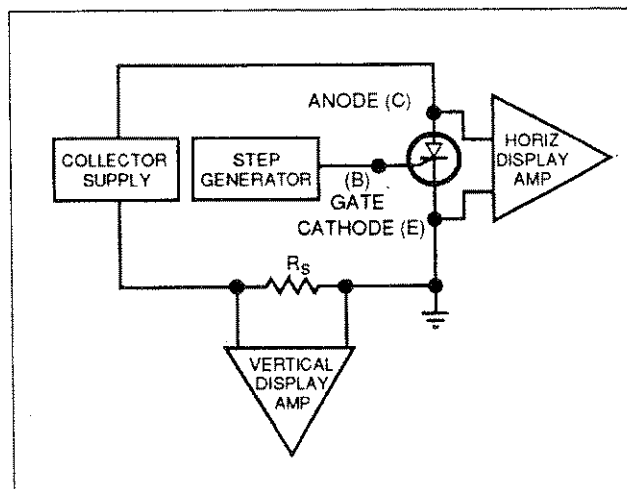 ANODE (C)
COLLECTOR
SUPPLY
STEP
GENERATOR
(B)
GATE
CATHODE (E)
HORIZ
DISPLAY
AMP
RS
VERTICAL
DISPLAY
AMP